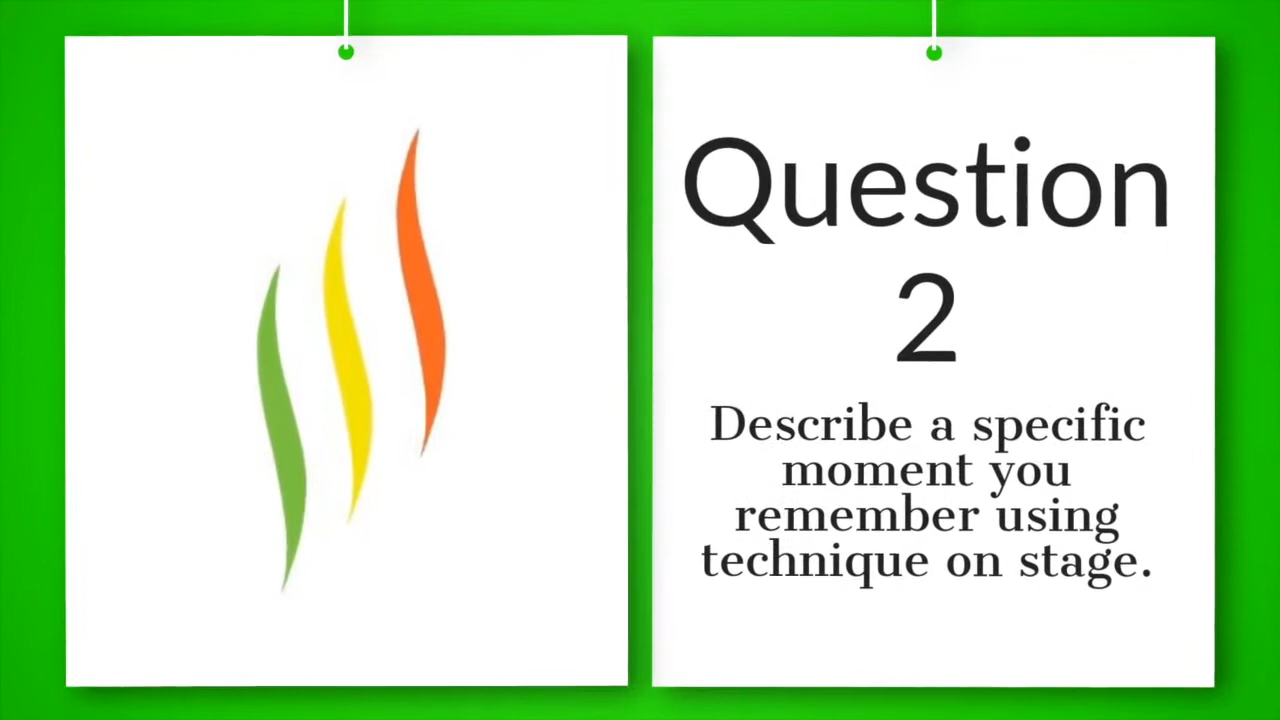 Question
2
Describe a specific
moment you
remember using
technique on stage.